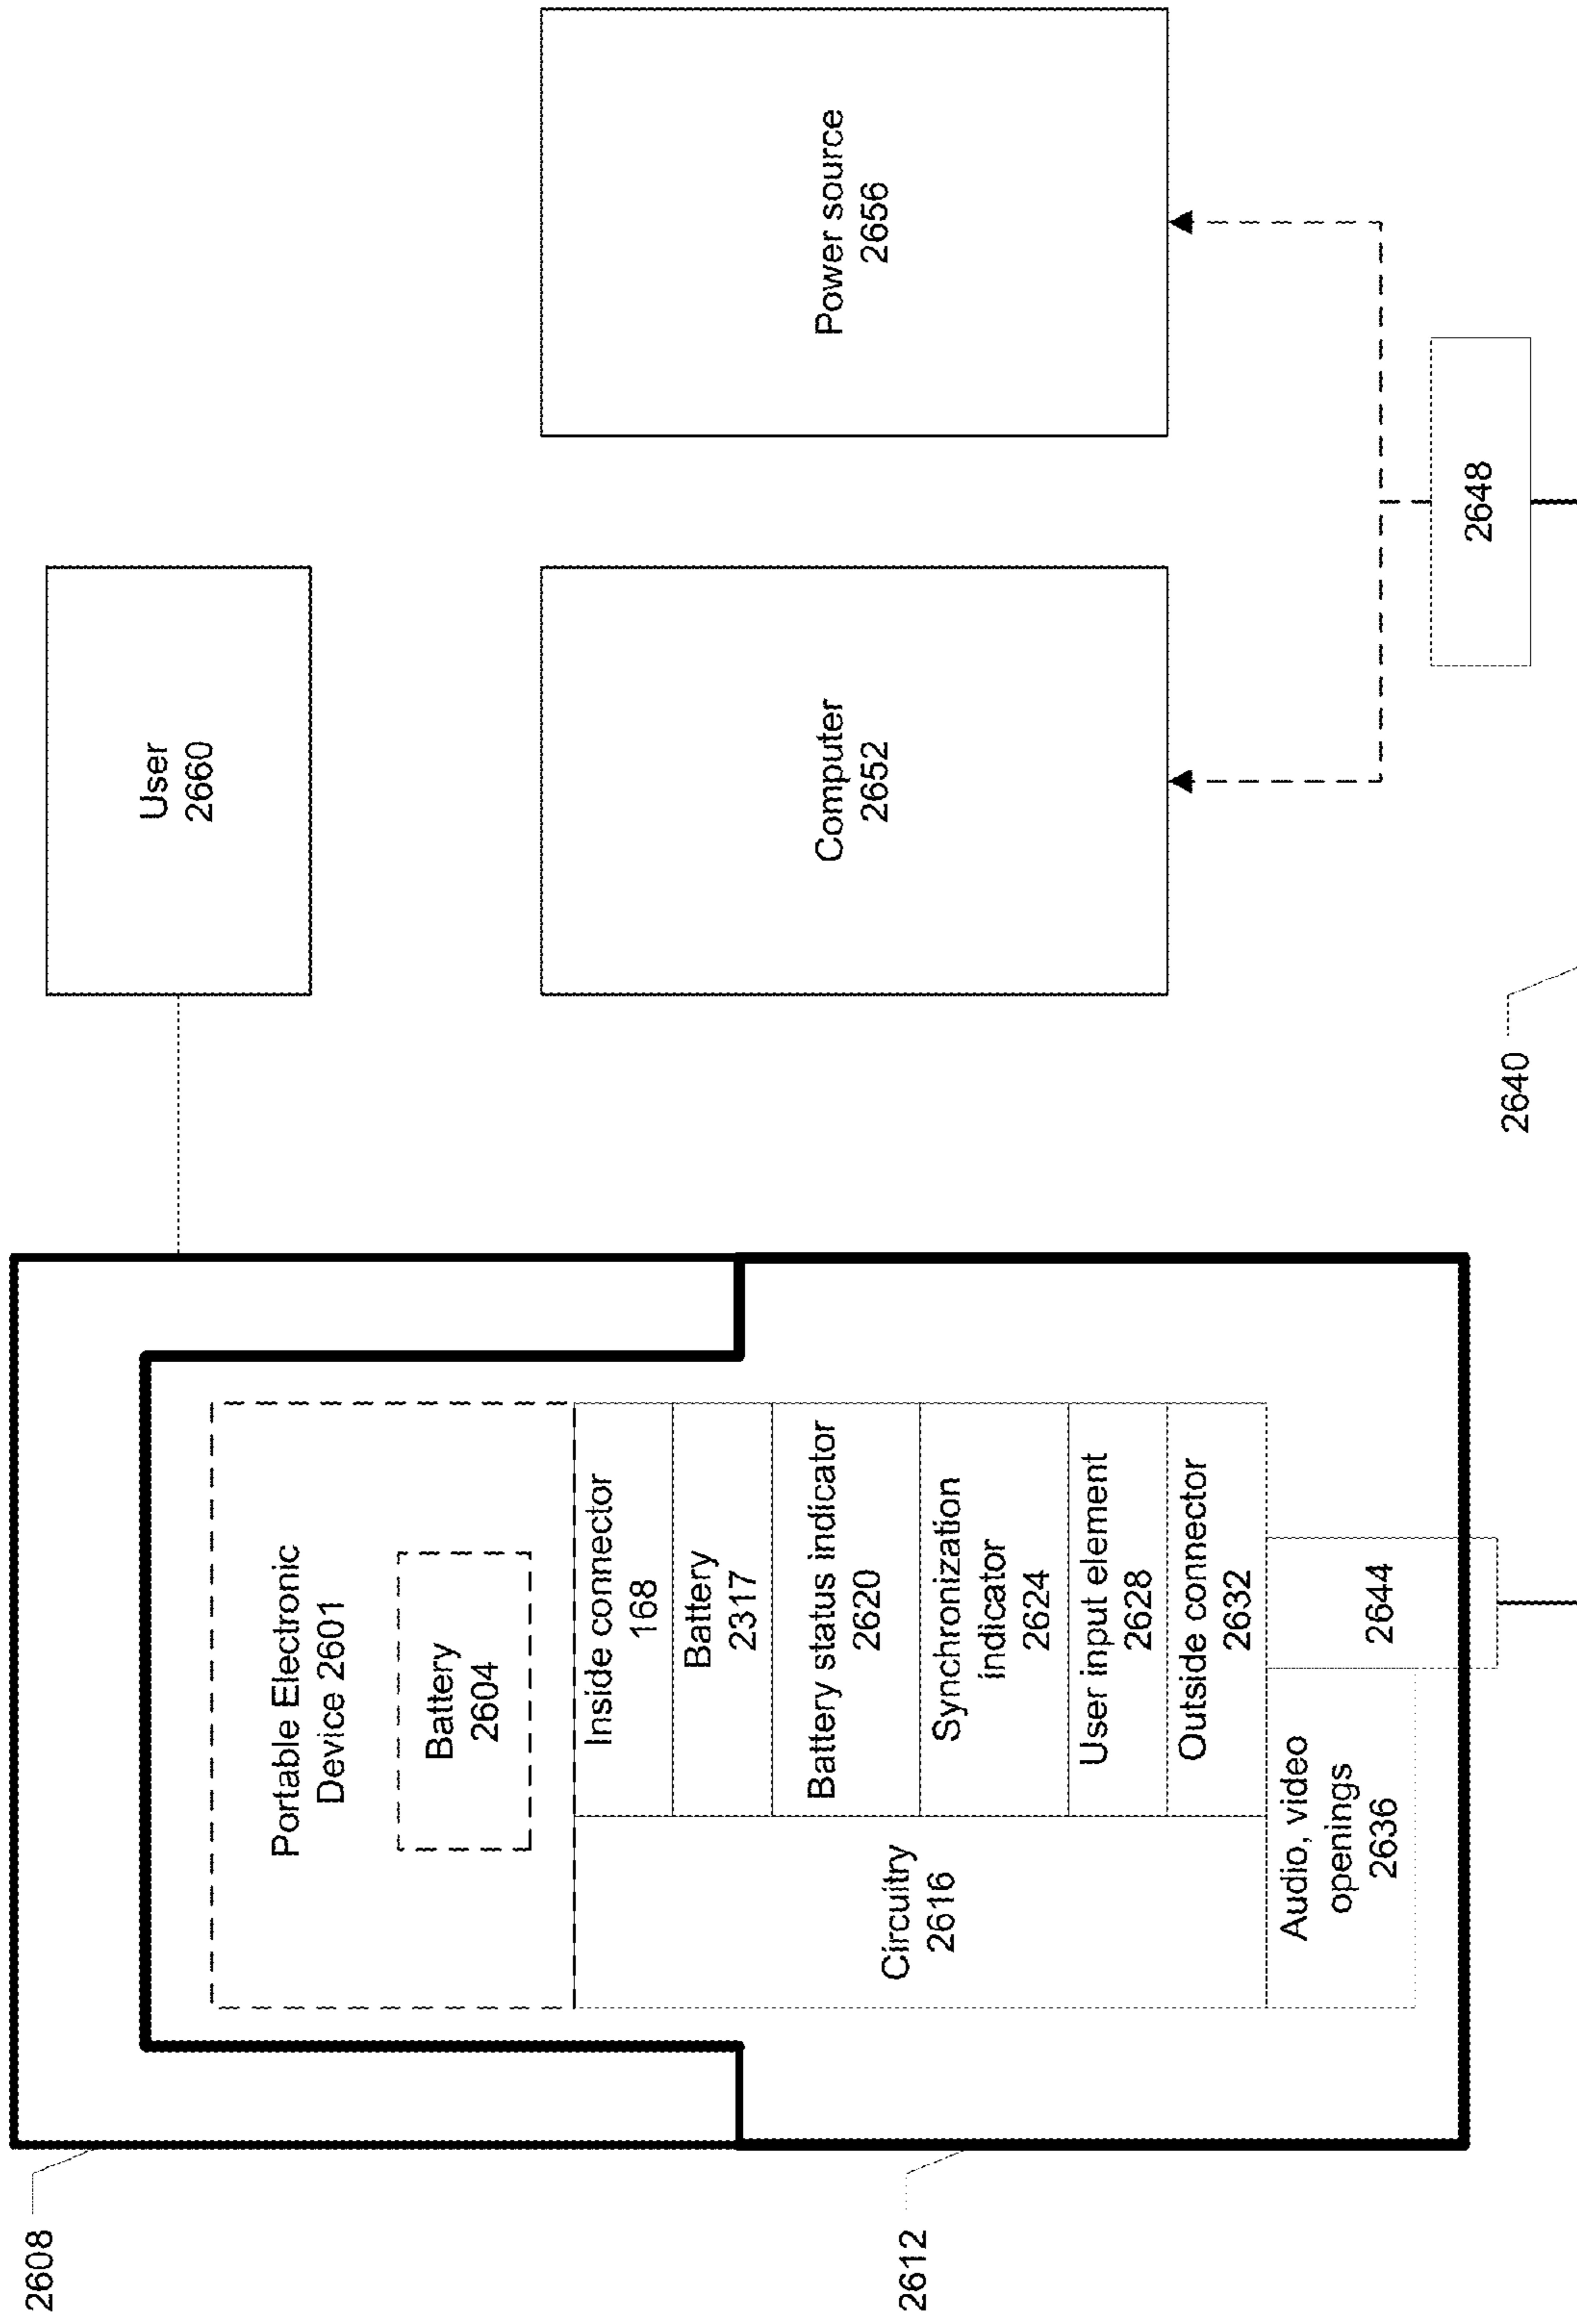 2608
User
2660
Portable Electronic
Device 2601
Battery
2604
Inside connector
168
Battery
2317
Battery status indicator
2620
Synchronization
indicator
2624
User input element
2628
Outside connector
2632
Circuitry
2616
Audio, video
openings
2636
2644
2612
Computer
2652
Power source
2656
2648
2640